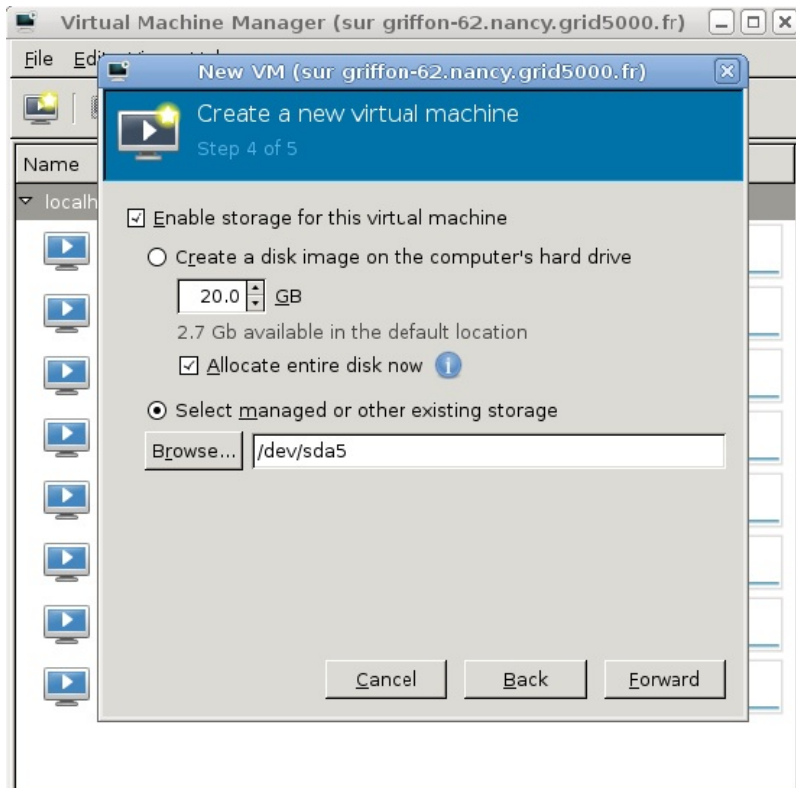 Virtual Machine Manager (sur griffon-62.nancy.grid5000.fr)
File
New VM (sur griffon-62.nancy.grid5000.fr)
Create a new virtual machine
Step 4 of 5
Name
localh
Enable storage for this virtual machine
Create a disk image on the computer's hard drive
20.0 GB
2.7 Gb available in the default location
Allocate entire disk now
Select managed or other existing storage
Browse... /dev/sda5
Cancel Back Forward